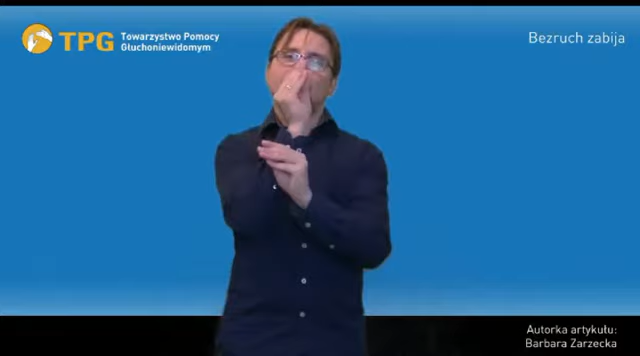 TPG
Towarzystwo Pomocy
Głuchoniewidomym
Bezruch zabija
Autorka artykułu:
Barbara Zarzecka